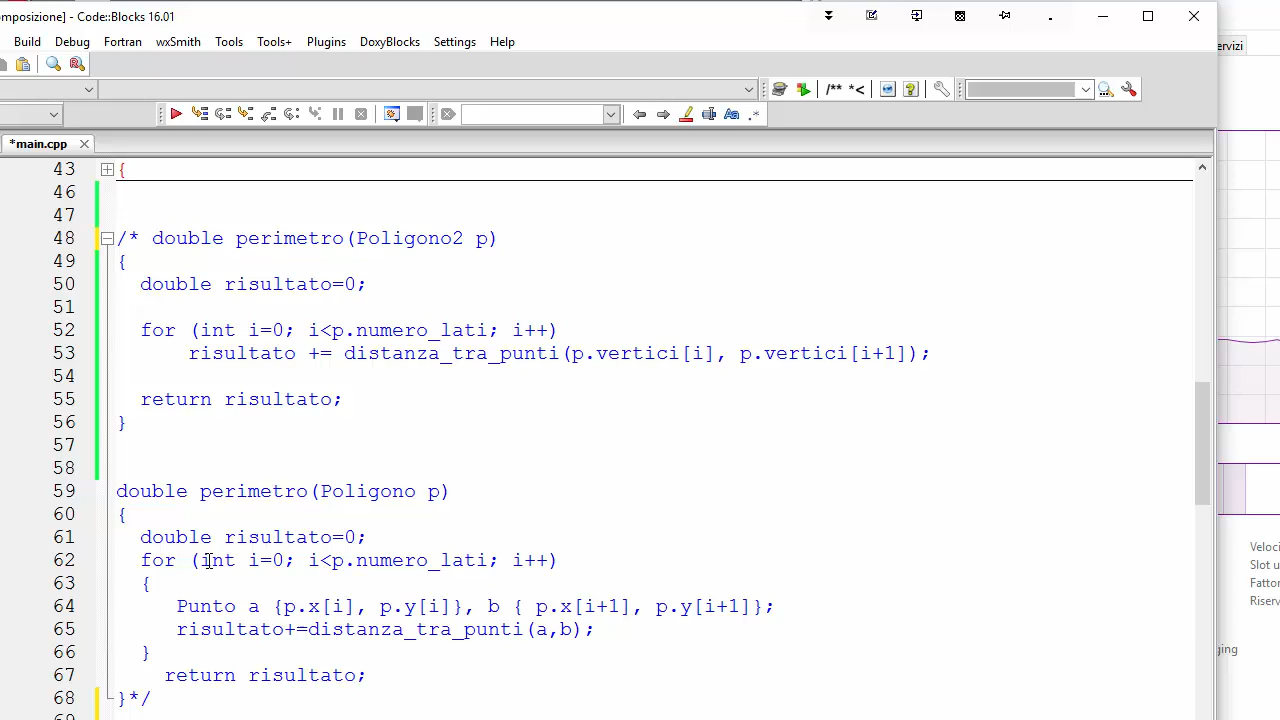 omposizione] - Code::Blocks 16.01
Build Debug Fortran wxSmith Tools Tools+ Plugins DoxyBlocks Settings Help
ervizi
/** *<
Aa .*
*main.cpp
43 {
46
47
48 /* double perimetro(Poligono2 p)
49 {
50 double risultato=0;
51
52 for (int i=0; i<p.numero_lati; i++)
53 risultato += distanza_tra_punti(p.vertici[i], p.vertici[i+1]);
54
55 return risultato;
56 }
57
58
59 double perimetro(Poligono p)
60 {
61 double risultato=0;
62 for (int i=0; i<p.numero_lati; i++)
63 {
64 Punto a {p.x[i], p.y[i]}, b { p.x[i+1], p.y[i+1]};
65 risultato+=distanza_tra_punti(a,b);
66 }
67 return risultato;
68 }*/
Veloci
Slot u
Fattor
Riserv
ging